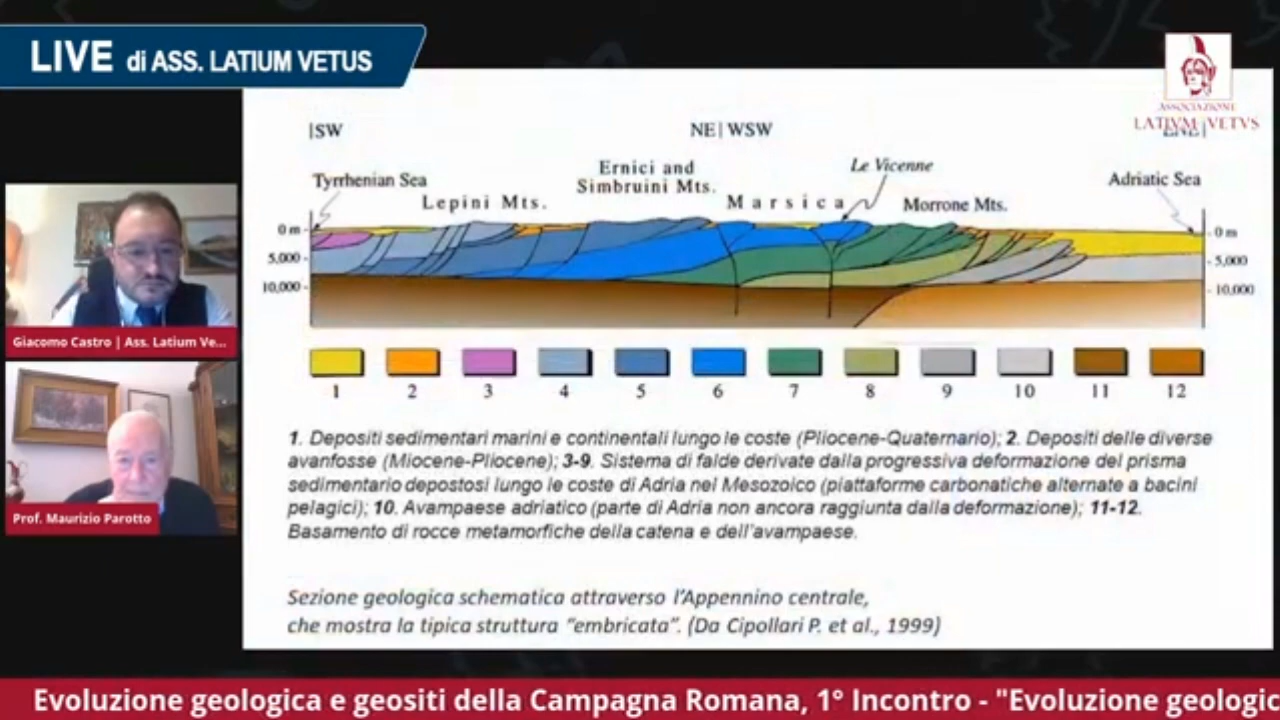 LIVE di ASS. LATIUM VETUS
ASSOCIAZIONE
LATIVM VETVS
|SW
NE| WSW
Tyrrhenian Sea
Lepini Mts.
Ernici and
Simbruini Mts.
Marsica
Le Vicenne
Morrone Mts.
Adriatic Sea
0 m
5,000
10,000
0 m
5,000
10,000
1 2 3 4 5 6 7 8 9 10 11 12
1. Depositi sedimentari marini e continentali lungo le coste (Pliocene-Quaternario); 2. Depositi delle diverse
avanfosse (Miocene-Pliocene); 3-9. Sistema di falde derivate dalla progressiva deformazione del prisma
sedimentario depostosi lungo le coste di Adria nel Mesozoico (piattaforme carbonatiche alternate a bacini
pelagici); 10. Avampaese adriatico (parte di Adria non ancora raggiunta dalla deformazione); 11-12.
Basamento di rocce metamorfiche della catena e dell'avampaese.
Sezione geologica schematica attraverso l'Appennino centrale,
che mostra la tipica struttura "embricata". (Da Cipollari P. et al., 1999)
Giacomo Castro | Ass. Latium Ve...
Prof. Maurizio Parotto
Evoluzione geologica e geositi della Campagna Romana, 1° Incontro - "Evoluzione geologic